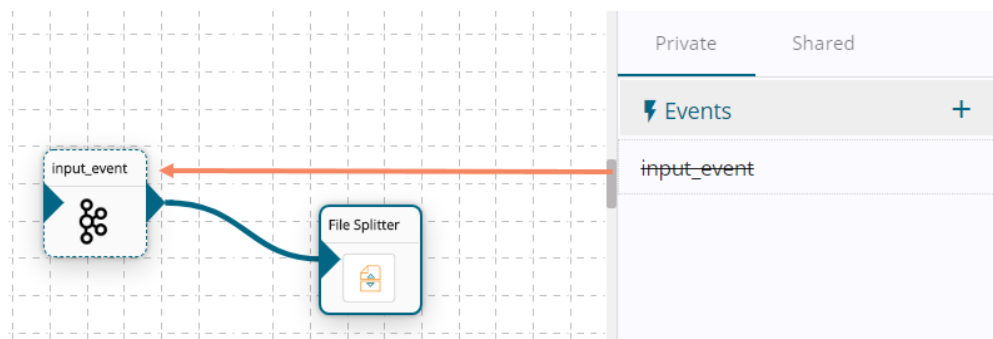 Private Shared
Events +
input_event
input_event
File Splitter